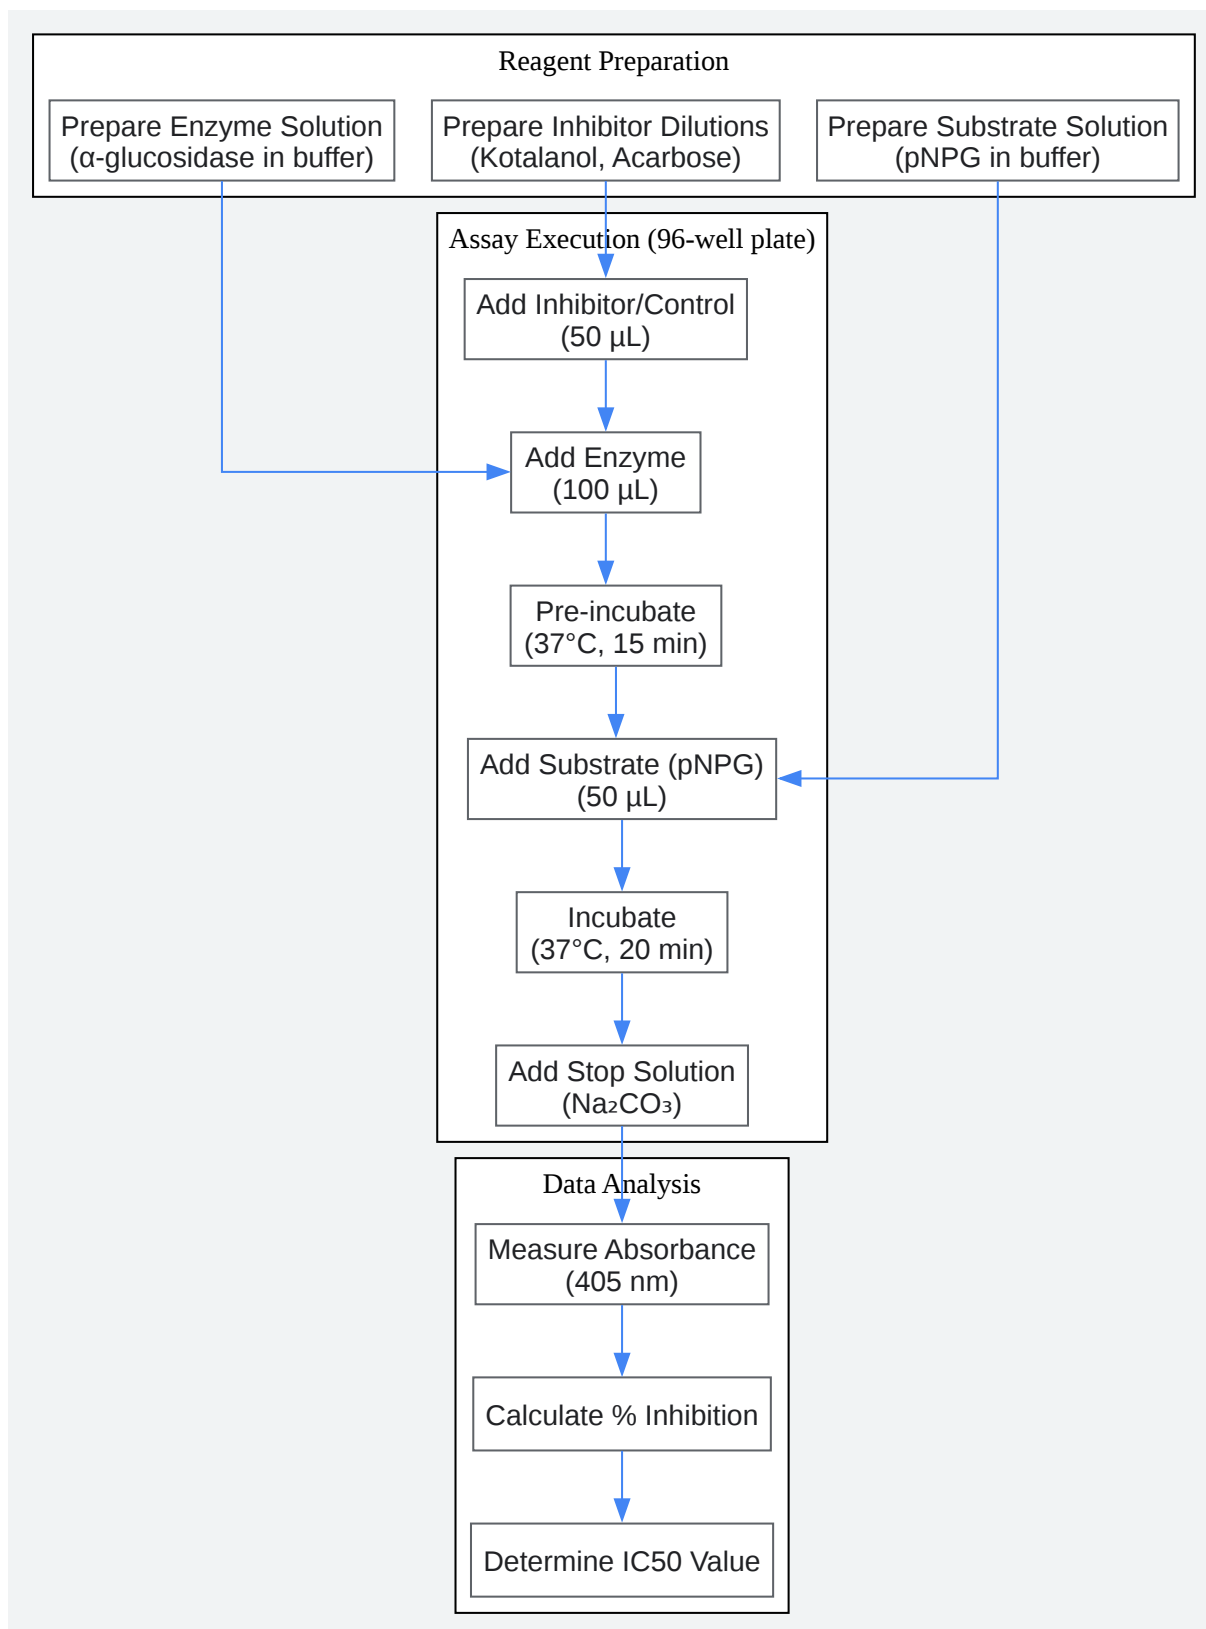 Reagent Preparation
Prepare Enzyme Solution
(α-glucosidase in buffer)
Prepare Inhibitor Dilutions
(Kotalanol, Acarbose)
Prepare Substrate Solution
(pNPG in buffer)
Assay Execution (96-well plate)
Add Inhibitor/Control
(50 µL)
Add Enzyme
(100 µL)
Pre-incubate
(37°C, 15 min)
Add Substrate (pNPG)
(50 µL)
Incubate
(37°C, 20 min)
Add Stop Solution
(Na₂CO₃)
Data Analysis
Measure Absorbance
(405 nm)
Calculate % Inhibition
Determine IC50 Value